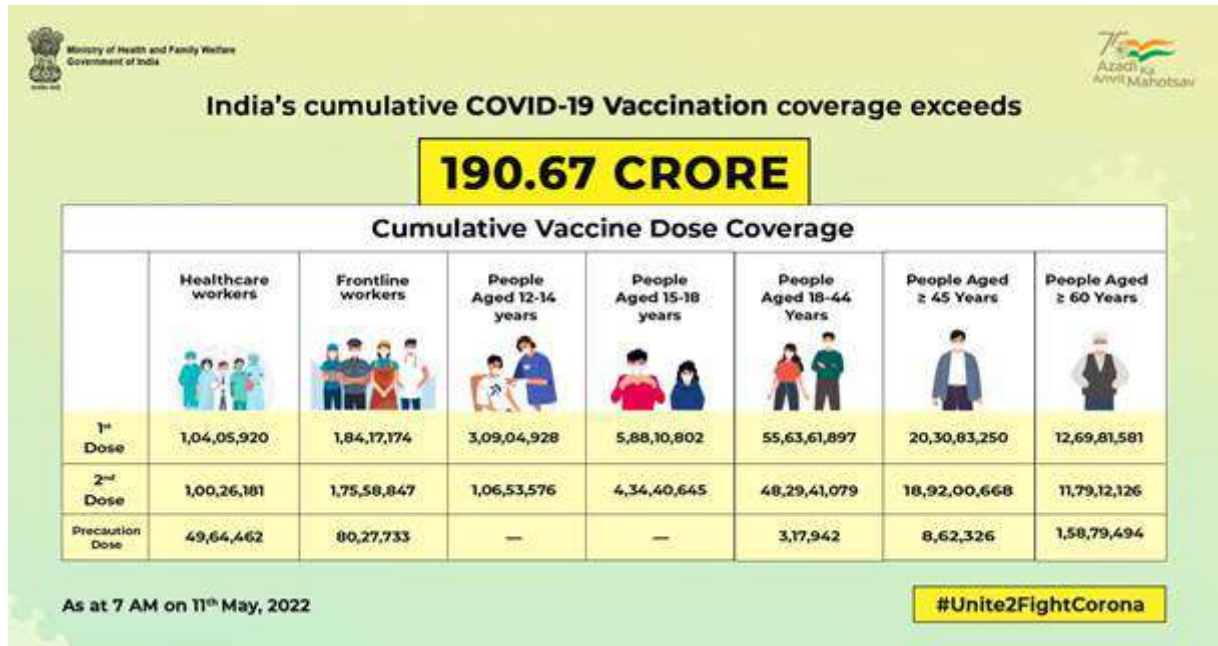 Ministry of Health and Family Welfare
Government of India
75
Azadi Ka
Amrit Mahotsav
India's cumulative COVID-19 Vaccination coverage exceeds
190.67 CRORE
Cumulative Vaccine Dose Coverage
Healthcare workers
Frontline workers
People Aged 12-14 years
People Aged 15-18 years
People Aged 18-44 Years
People Aged ≥ 45 Years
People Aged ≥ 60 Years
1st Dose 1,04,05,920 1,84,17,174 3,09,04,928 5,88,10,802 55,63,61,897 20,30,83,250 12,69,81,581
2nd Dose 1,00,26,181 1,75,58,847 1,06,53,576 4,34,40,645 48,29,41,079 18,92,00,668 11,79,12,126
Precaution Dose 49,64,462 80,27,733 — — 3,17,942 8,62,326 1,58,79,494
As at 7 AM on 11th May, 2022
#Unite2FightCorona